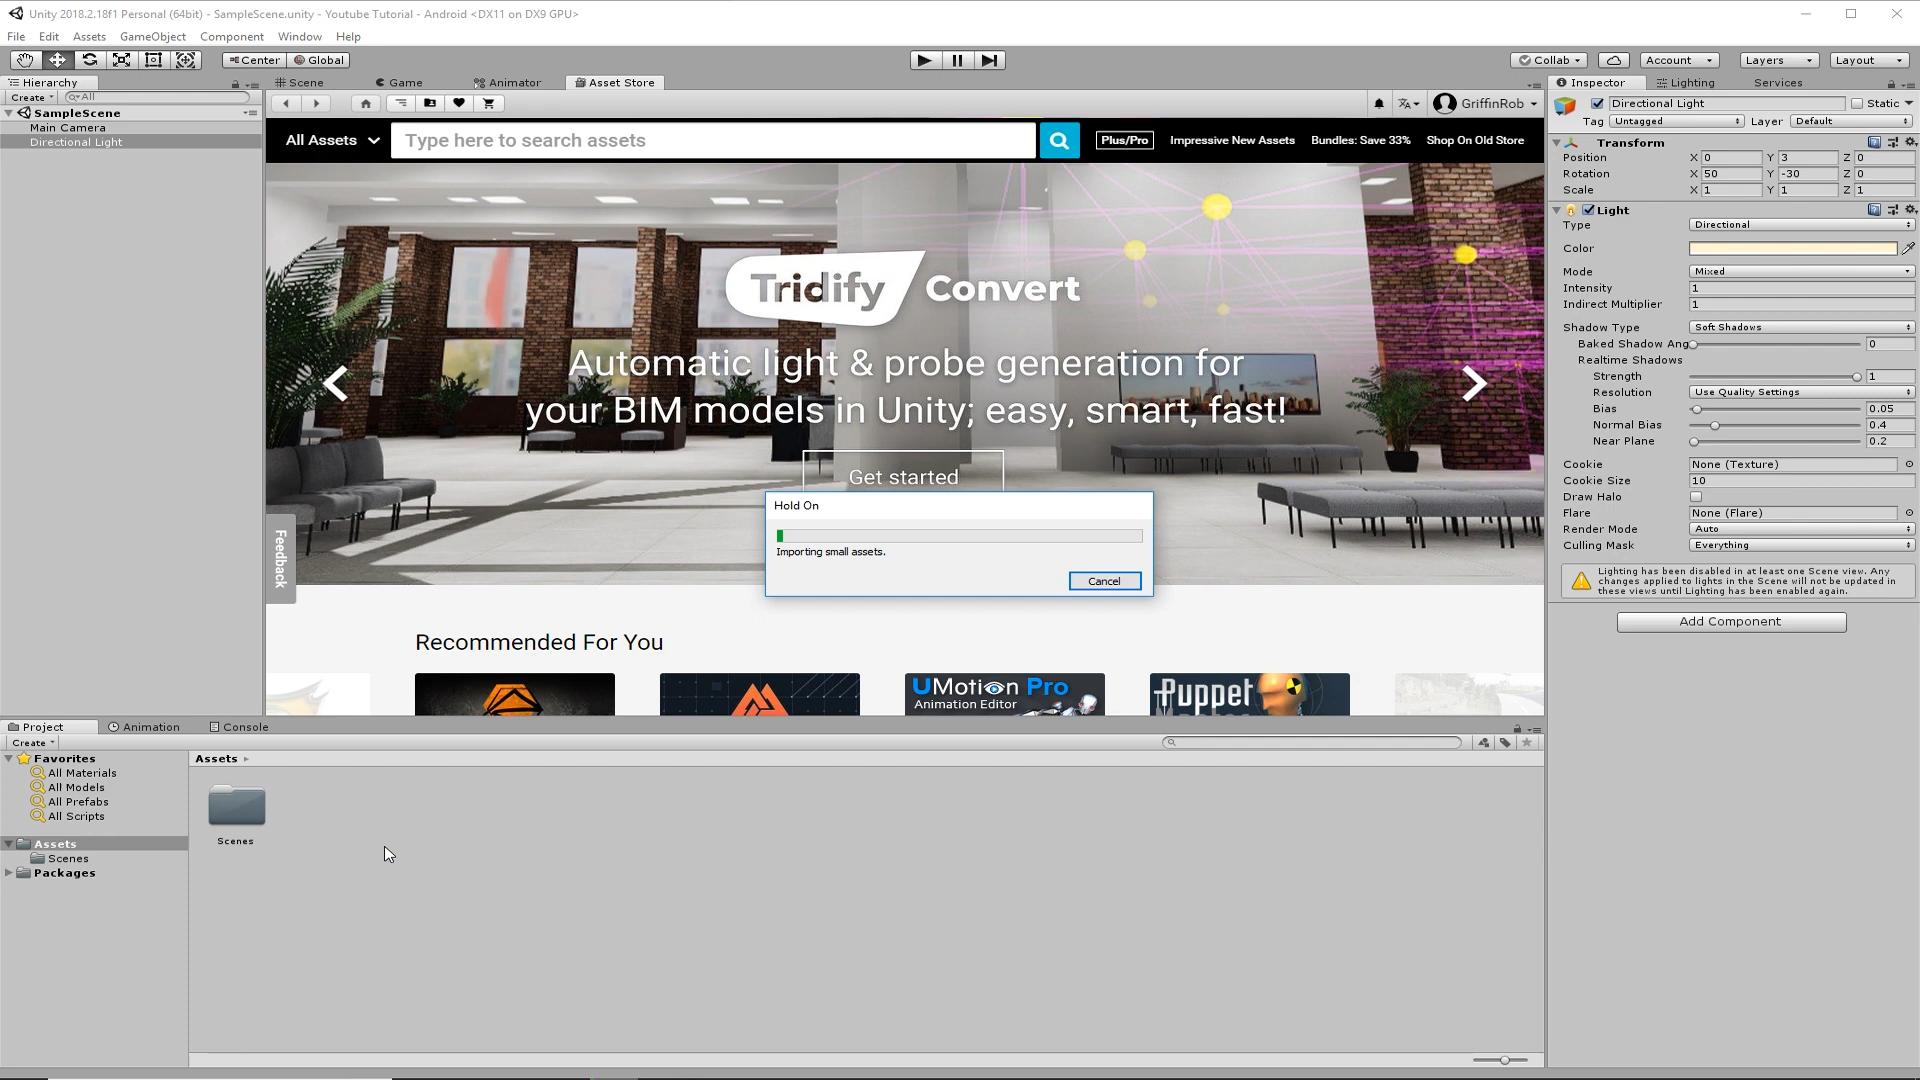 Unity 2018.2.18f1 Personal (64bit) - SampleScene.unity - Youtube Tutorial - Android <DX11 on DX9 GPU>
File Edit Assets GameObject Component Window Help
Center Global Collab Account Layers Layout
Hierarchy
Create All
SampleScene
Main Camera
Directional Light
Scene Game Animator Asset Store
GriffinRob
All Assets Type here to search assets Plus/Pro Impressive New Assets Bundles: Save 33% Shop On Old Store
Tridify Convert
Automatic light & probe generation for
your BIM models in Unity; easy, smart, fast!
Get started
Feedback
Hold On
Importing small assets.
Cancel
Recommended For You
UMotion Pro
Animation Editor
Puppet
Inspector Lighting Services
Directional Light Static
Tag Untagged Layer Default
Transform
Position X 0 Y 3 Z 0
Rotation X 50 Y -30 Z 0
Scale X 1 Y 1 Z 1
Light
Type Directional
Color
Mode Mixed
Intensity 1
Indirect Multiplier 1
Shadow Type Soft Shadows
Baked Shadow Ang 0
Realtime Shadows
Strength 1
Resolution Use Quality Settings
Bias 0.05
Normal Bias 0.4
Near Plane 0.2
Cookie None (Texture)
Cookie Size 10
Draw Halo
Flare None (Flare)
Render Mode Auto
Culling Mask Everything
Lighting has been disabled in at least one Scene view. Any
changes applied to lights in the Scene will not be updated in
these views until Lighting has been enabled again.
Add Component
Project Animation Console
Create
Favorites
All Materials
All Models
All Prefabs
All Scripts
Assets
Scenes
Packages
Assets
Scenes